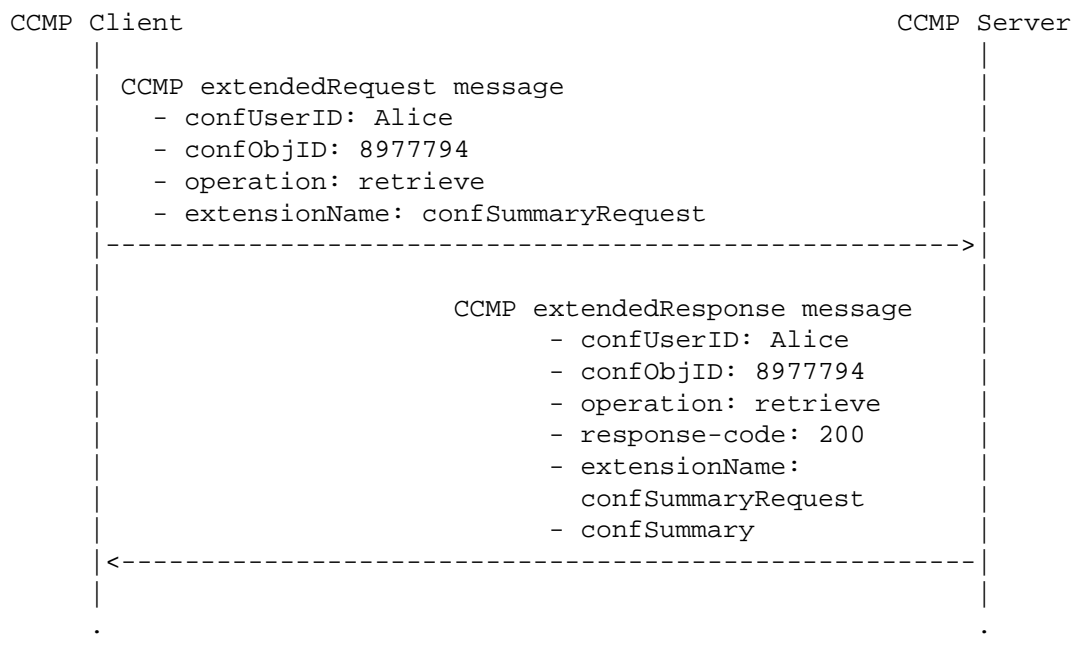 CCMP Client CCMP Server
CCMP extendedRequest message
- confUserID: Alice
- confObjID: 8977794
- operation: retrieve
- extensionName: confSummaryRequest
CCMP extendedResponse message
- confUserID: Alice
- confObjID: 8977794
- operation: retrieve
- response-code: 200
- extensionName:
confSummaryRequest
- confSummary